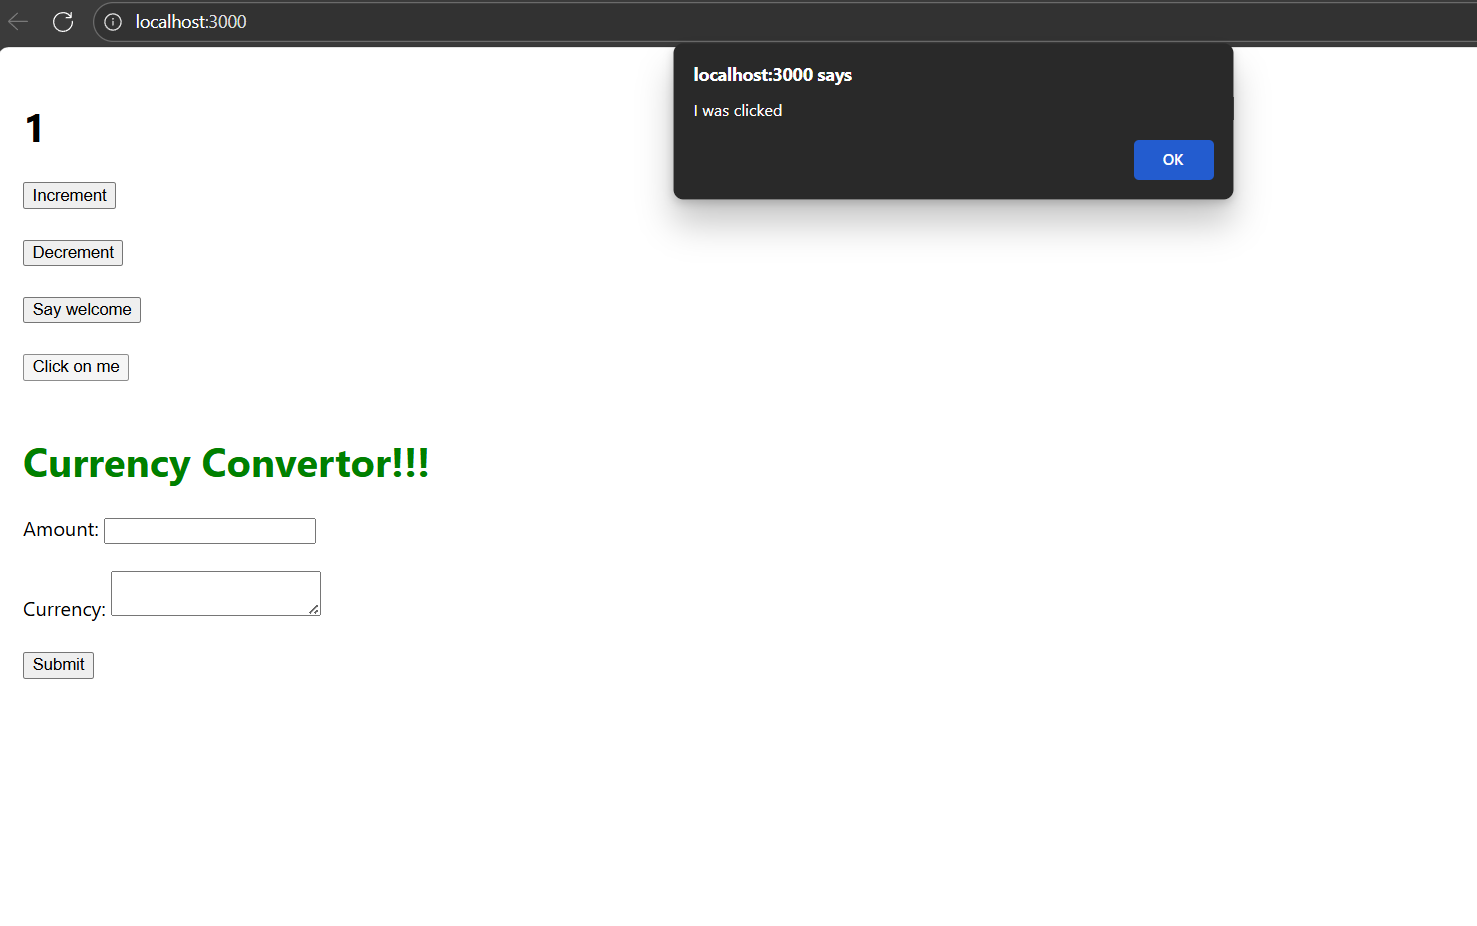 localhost:3000
localhost:3000 says
I was clicked
OK
1
Increment
Decrement
Say welcome
Click on me
Currency Convertor!!!
Amount:
Currency:
Submit